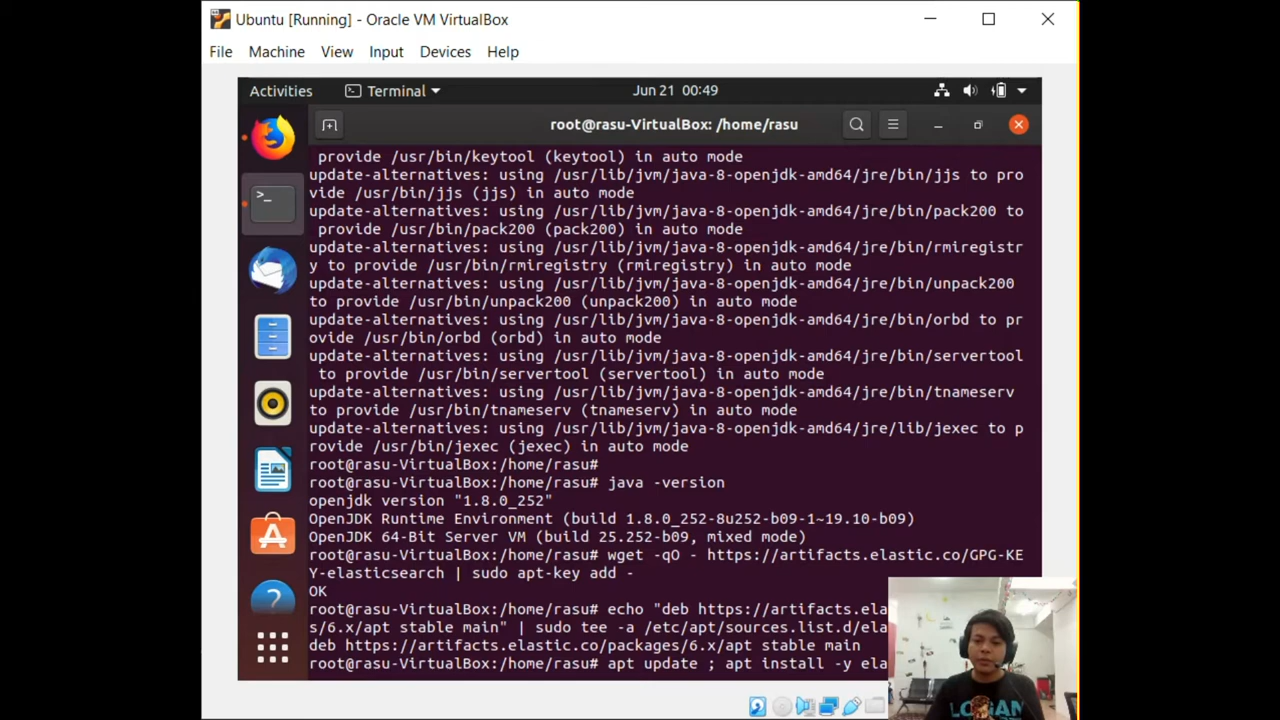 Ubuntu [Running] - Oracle VM VirtualBox
File Machine View Input Devices Help
Activities Terminal Jun 21 00:49
root@rasu-VirtualBox: /home/rasu
 provide /usr/bin/keytool (keytool) in auto mode
update-alternatives: using /usr/lib/jvm/java-8-openjdk-amd64/jre/bin/jjs to pro
vide /usr/bin/jjs (jjs) in auto mode
update-alternatives: using /usr/lib/jvm/java-8-openjdk-amd64/jre/bin/pack200 to
 provide /usr/bin/pack200 (pack200) in auto mode
update-alternatives: using /usr/lib/jvm/java-8-openjdk-amd64/jre/bin/rmiregistr
y to provide /usr/bin/rmiregistry (rmiregistry) in auto mode
update-alternatives: using /usr/lib/jvm/java-8-openjdk-amd64/jre/bin/unpack200
to provide /usr/bin/unpack200 (unpack200) in auto mode
update-alternatives: using /usr/lib/jvm/java-8-openjdk-amd64/jre/bin/orbd to pr
ovide /usr/bin/orbd (orbd) in auto mode
update-alternatives: using /usr/lib/jvm/java-8-openjdk-amd64/jre/bin/servertool
 to provide /usr/bin/servertool (servertool) in auto mode
update-alternatives: using /usr/lib/jvm/java-8-openjdk-amd64/jre/bin/tnameserv
to provide /usr/bin/tnameserv (tnameserv) in auto mode
update-alternatives: using /usr/lib/jvm/java-8-openjdk-amd64/jre/lib/jexec to p
rovide /usr/bin/jexec (jexec) in auto mode
root@rasu-VirtualBox:/home/rasu#
root@rasu-VirtualBox:/home/rasu# java -version
openjdk version "1.8.0_252"
OpenJDK Runtime Environment (build 1.8.0_252-8u252-b09-1~19.10-b09)
OpenJDK 64-Bit Server VM (build 25.252-b09, mixed mode)
root@rasu-VirtualBox:/home/rasu# wget -qO - https://artifacts.elastic.co/GPG-KE
Y-elasticsearch | sudo apt-key add -
OK
root@rasu-VirtualBox:/home/rasu# echo "deb https://artifacts.ela
s/6.x/apt stable main" | sudo tee -a /etc/apt/sources.list.d/ela
deb https://artifacts.elastic.co/packages/6.x/apt stable main
root@rasu-VirtualBox:/home/rasu# apt update ; apt install -y ela
LOGAN